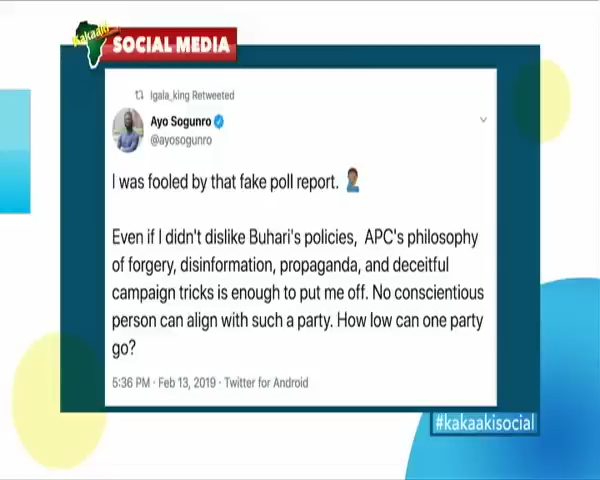 Kakaaki
SOCIAL MEDIA
Igala_king Retweeted
Ayo Sogunro
@ayosogunro
I was fooled by that fake poll report. 🤦🏾‍♂️
Even if I didn't dislike Buhari's policies, APC's philosophy
of forgery, disinformation, propaganda, and deceitful
campaign tricks is enough to put me off. No conscientious
person can align with such a party. How low can one party
go?
5:36 PM · Feb 13, 2019 · Twitter for Android
#kakaakisocial